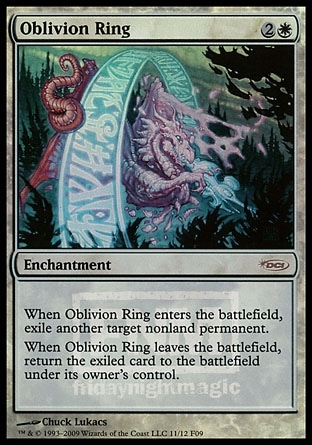 Oblivion Ring 2
Enchantment
DCI
When Oblivion Ring enters the battlefield,
exile another target nonland permanent.
When Oblivion Ring leaves the battlefield,
return the exiled card to the battlefield
under its owner's control.
fridaynightmagic
Chuck Lukacs
™ & © 1993-2009 Wizards of the Coast LLC 11/12 F09